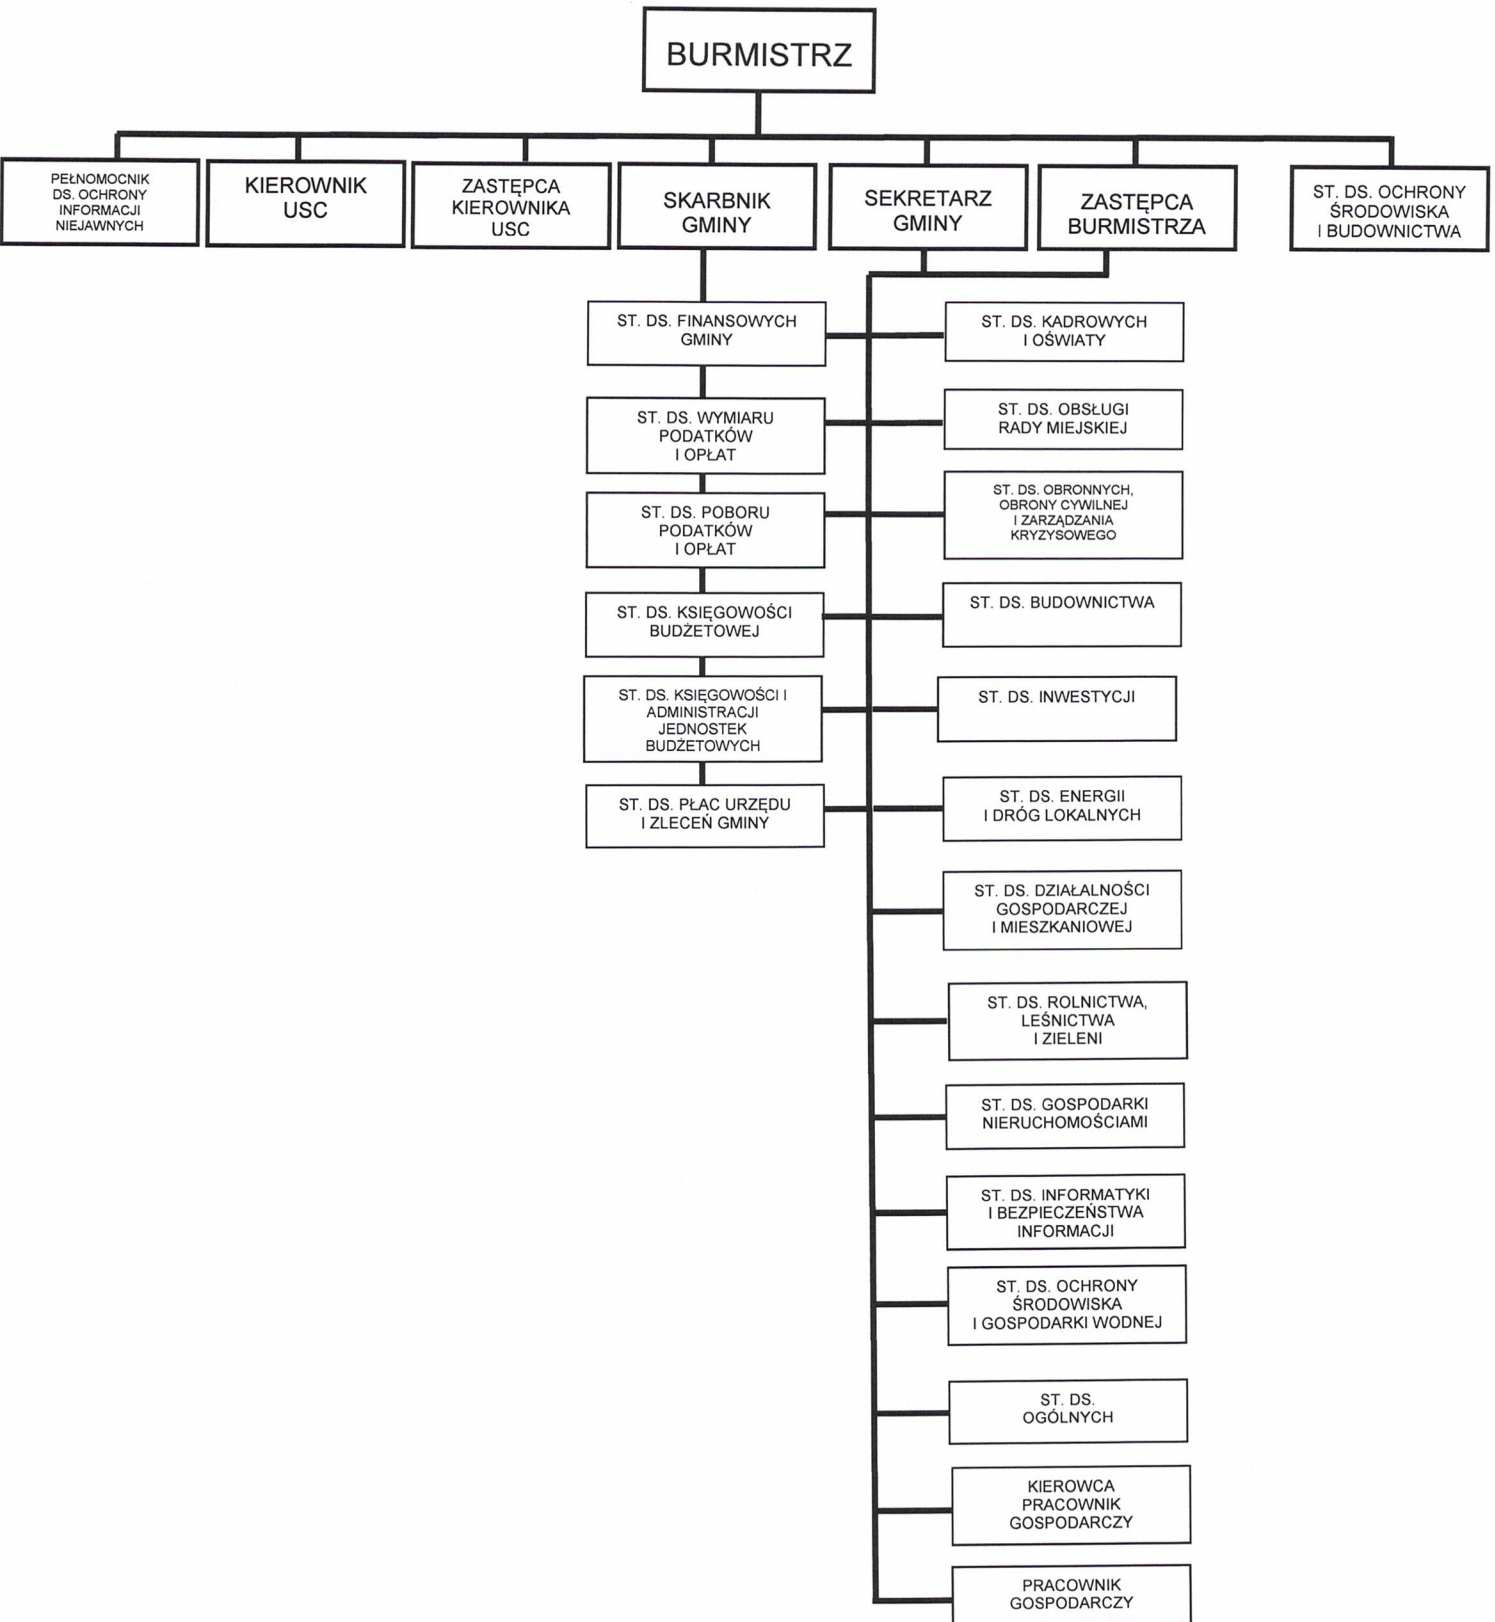 BURMISTRZ
PEŁNOMOCNIK
DS. OCHRONY
INFORMACJI
NIEJAWNYCH
KIEROWNIK
USC
ZASTĘPCA
KIEROWNIKA
USC
SKARBNIK
GMINY
SEKRETARZ
GMINY
ZASTĘPCA
BURMISTRZA
ST. DS. OCHRONY
ŚRODOWISKA
I BUDOWNICTWA
ST. DS. FINANSOWYCH
GMINY
ST. DS. WYMIARU
PODATKÓW
I OPŁAT
ST. DS. POBORU
PODATKÓW
I OPŁAT
ST. DS. KSIĘGOWOŚCI
BUDŻETOWEJ
ST. DS. KSIĘGOWOŚCI I
ADMINISTRACJI
JEDNOSTEK
BUDŻETOWYCH
ST. DS. PŁAC URZĘDU
I ZLECEŃ GMINY
ST. DS. KADROWYCH
I OŚWIATY
ST. DS. OBSŁUGI
RADY MIEJSKIEJ
ST. DS. OBRONNYCH,
OBRONY CYWILNEJ
I ZARZĄDZANIA
KRYZYSOWEGO
ST. DS. BUDOWNICTWA
ST. DS. INWESTYCJI
ST. DS. ENERGII
I DRÓG LOKALNYCH
ST. DS. DZIAŁALNOŚCI
GOSPODARCZEJ
I MIESZKANIOWEJ
ST. DS. ROLNICTWA,
LEŚNICTWA
I ZIELENI
ST. DS. GOSPODARKI
NIERUCHOMOŚCIAMI
ST. DS. INFORMATYKI
I BEZPIECZEŃSTWA
INFORMACJI
ST. DS. OCHRONY
ŚRODOWISKA
I GOSPODARKI WODNEJ
ST. DS.
OGÓLNYCH
KIEROWCA
PRACOWNIK
GOSPODARCZY
PRACOWNIK
GOSPODARCZY